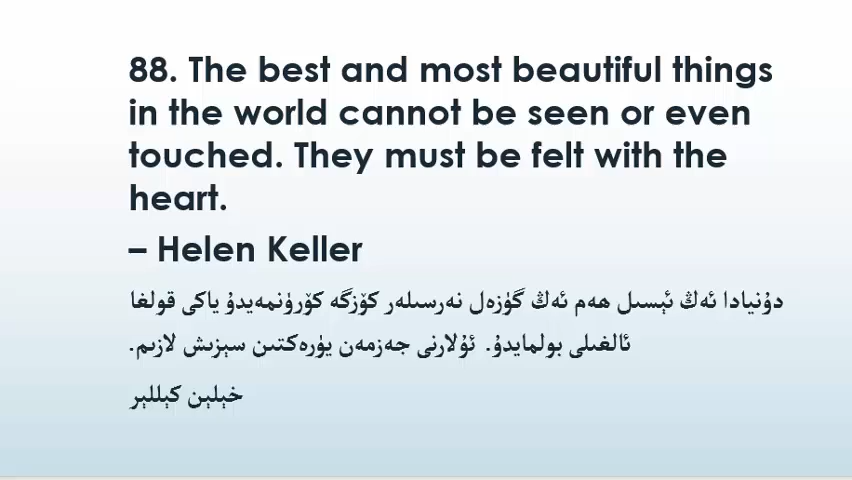 88. The best and most beautiful things
in the world cannot be seen or even
touched. They must be felt with the
heart.
– Helen Keller
دۇنيادا ئەڭ ئېسىل ھەم ئەڭ گۈزەل نەرسىلەر كۆزگە كۆرۈنمەيدۇ ياكى قولغا
ئالغىلى بولمايدۇ. ئۇلارنى جەزمەن يۈرەكتىن سېزىش لازىم.
خېلېن كېللېر